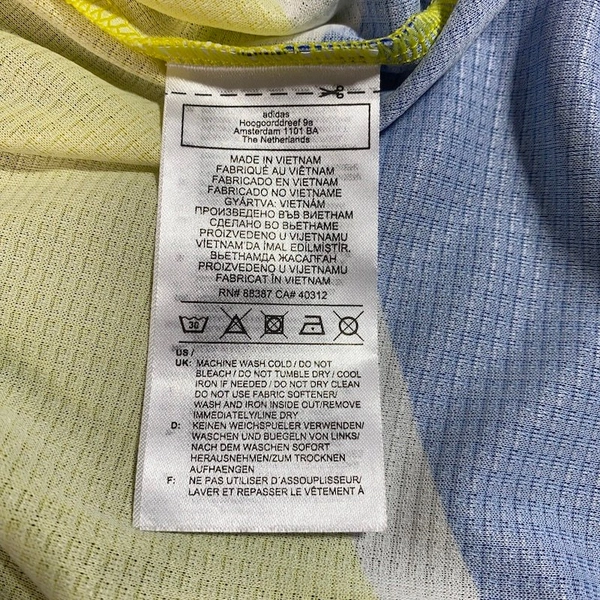 adidas
Hoogoorddreef 9a
Amsterdam 1101 BA
The Netherlands
MADE IN VIETNAM
FABRIQUÉ AU VIÊTNAM
FABRICADO EN VIETNAM
FABRICADO NO VIETNAME
GYÁRTVA: VIETNÁM
ПРОИЗВЕДЕНО ВЪВ ВИЕТНАМ
СДЕЛАНО ВО ВЬЕТНАМЕ
PROIZVEDENO U VIJETNAMU
VİETNAM'DA İMAL EDİLMİŞTİR.
ВЬЕТНАМДА ЖАСАЛҒАН
PROIZVEDENO U VIJETNAMU
FABRICAT ÎN VIETNAM
RN# 88387 CA# 40312
30
US /
UK: MACHINE WASH COLD / DO NOT
BLEACH / DO NOT TUMBLE DRY / COOL
IRON IF NEEDED / DO NOT DRY CLEAN
DO NOT USE FABRIC SOFTENER/
WASH AND IRON INSIDE OUT/REMOVE
IMMEDIATELY/LINE DRY
D: KEINEN WEICHSPUELER VERWENDEN/
WASCHEN UND BUEGELN VON LINKS/
NACH DEM WASCHEN SOFORT
HERAUSNEHMEN/ZUM TROCKNEN
AUFHAENGEN
F: NE PAS UTILISER D'ASSOUPLISSEUR/
LAVER ET REPASSER LE VÊTEMENT À